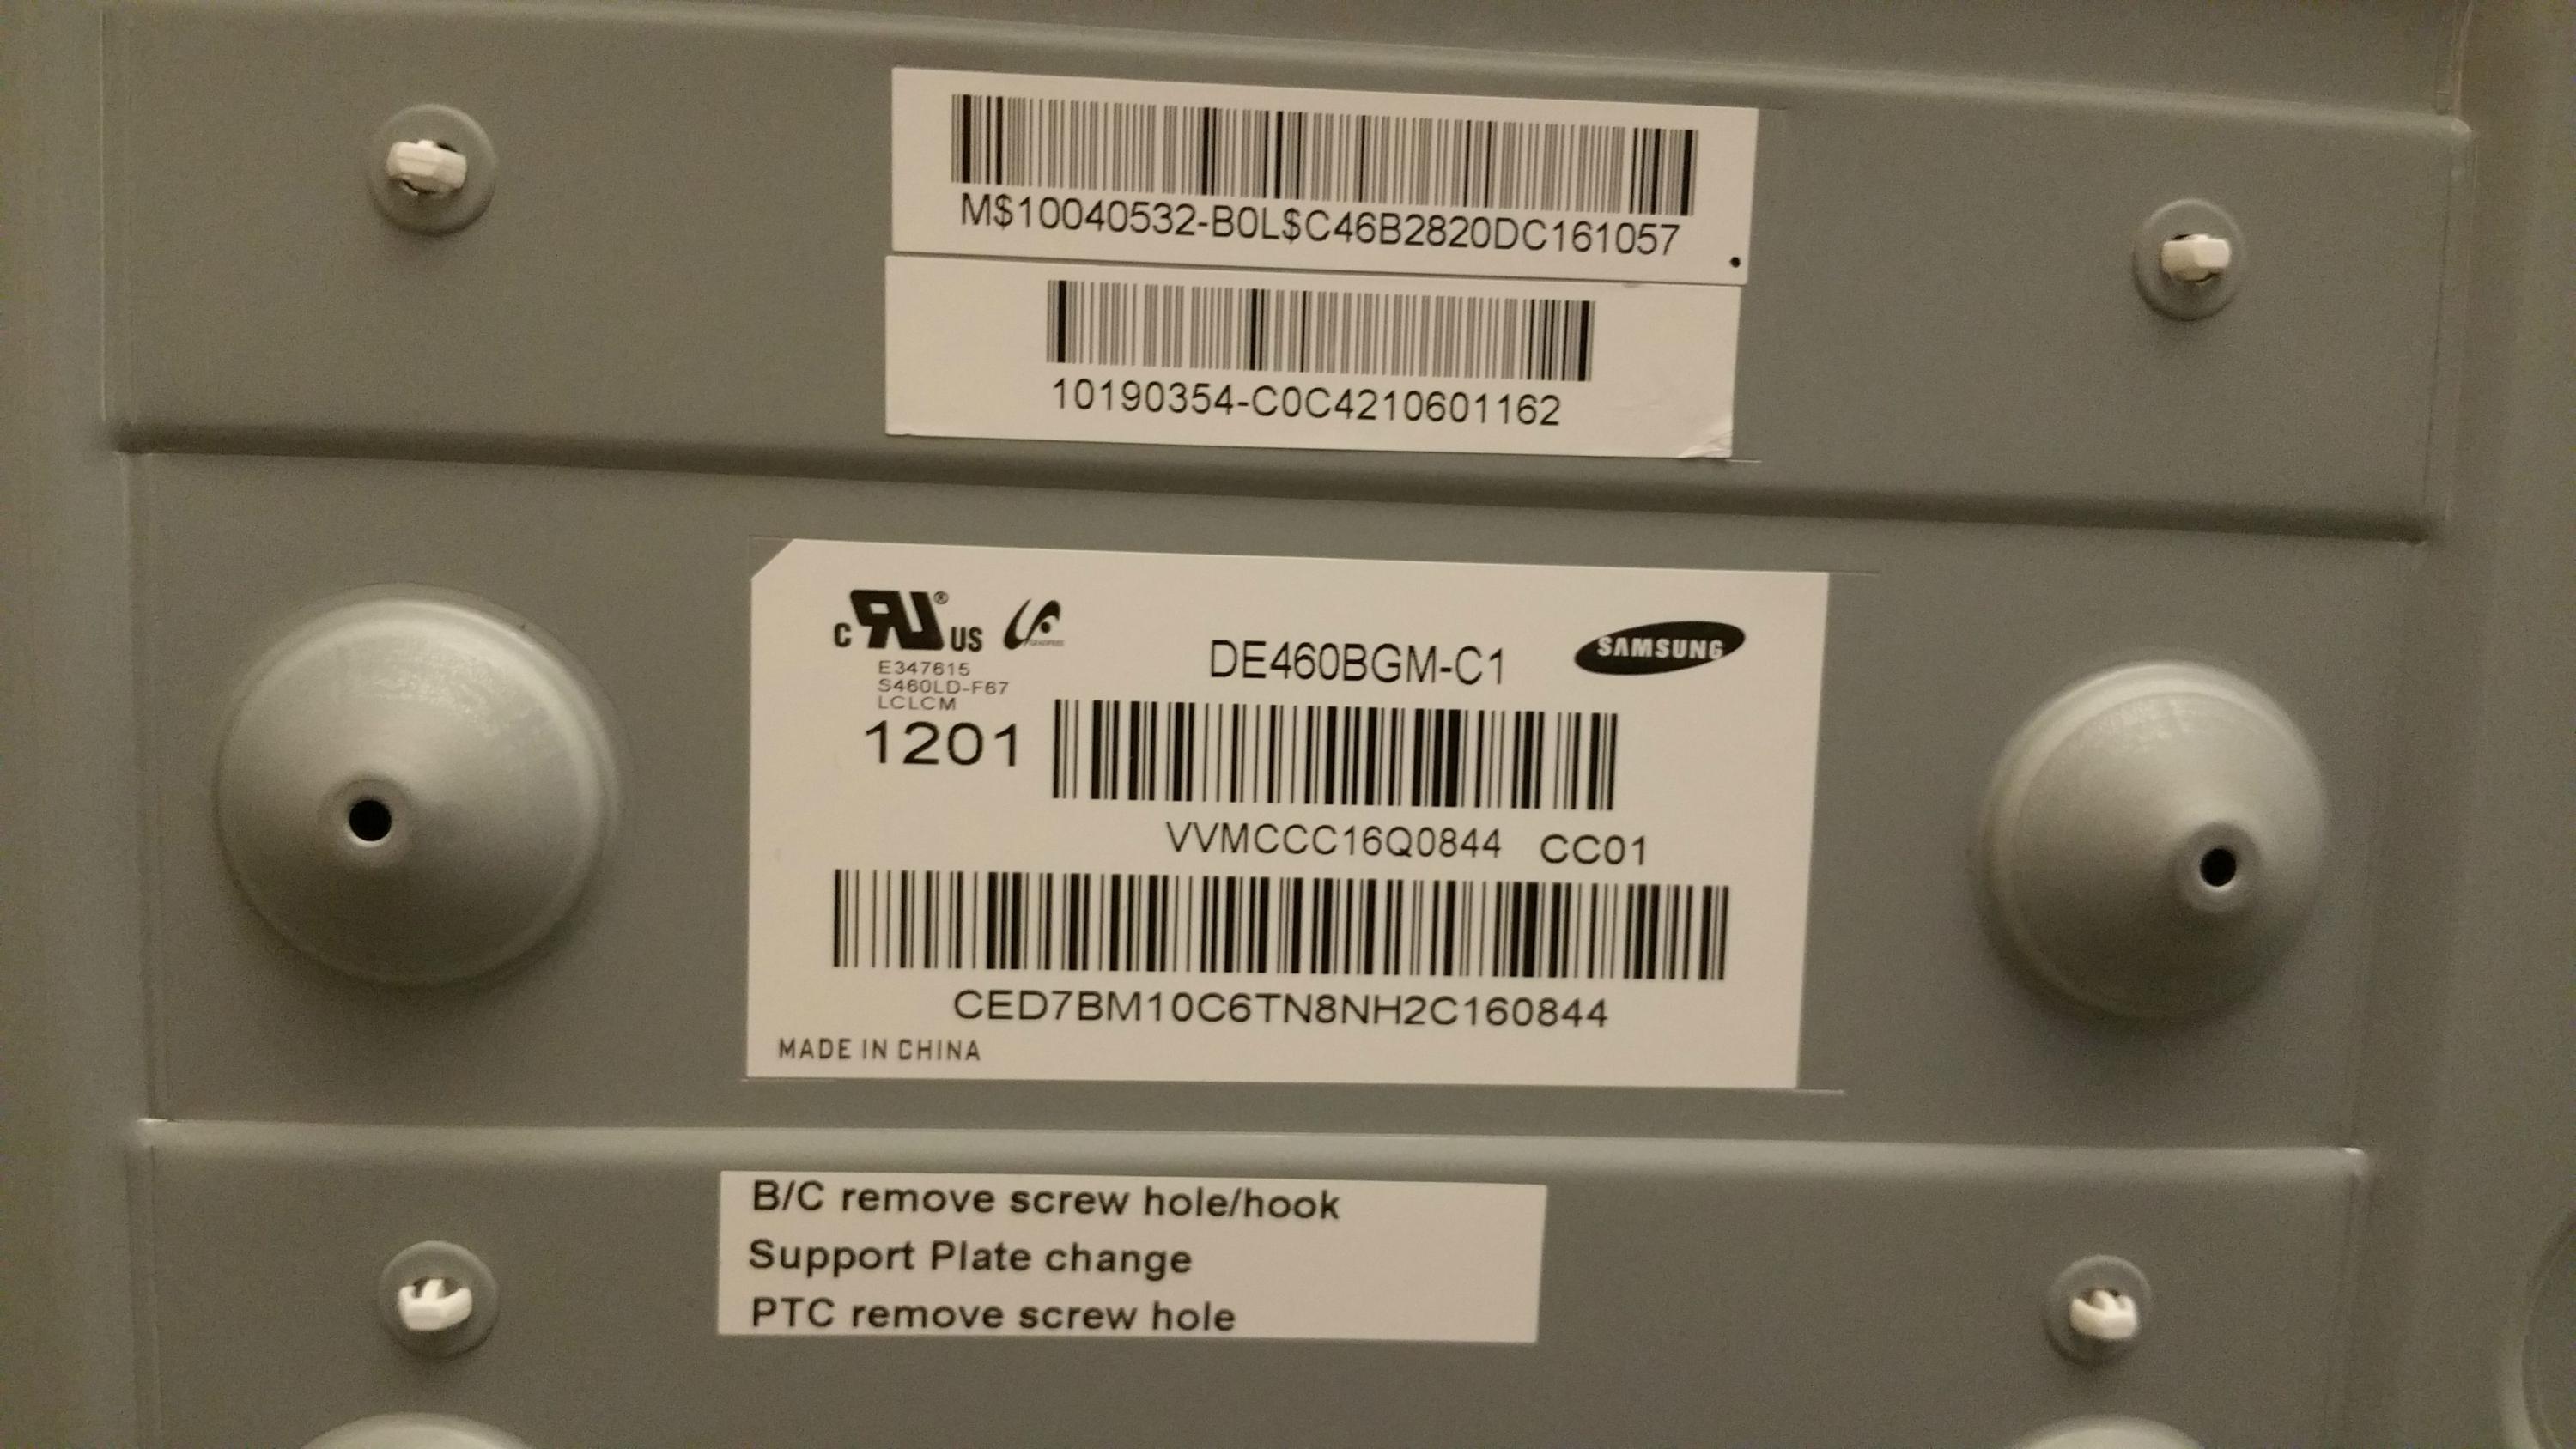 M$10040532-B0L$C46B2820DC161057
10190354-C0C4210601162
c RU® US
DE460BGM-C1
SAMSUNG
E347615
S460LD-F67
LCLCM
1201
VVMCCC16Q0844 CC01
CED7BM10C6TN8NH2C160844
MADE IN CHINA
B/C remove screw hole/hook
Support Plate change
PTC remove screw hole